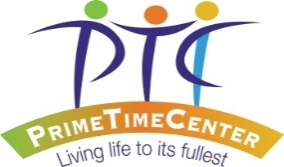 PTC
PRIMETIMECENTER
Living life to its fullest